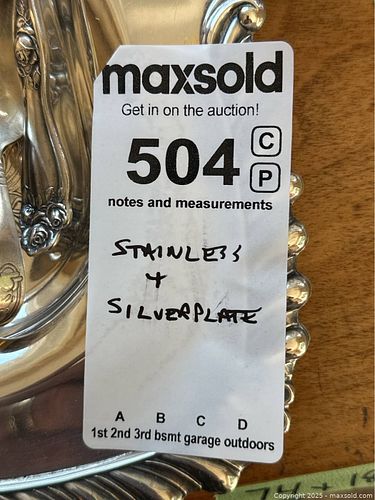 maxsold
Get in on the auction!
504 C
P
notes and measurements
STAINLESS
+
SILVERPLATE
A B C D
1st 2nd 3rd bsmt garage outdoors
Copyright 2025 - maxsold.com